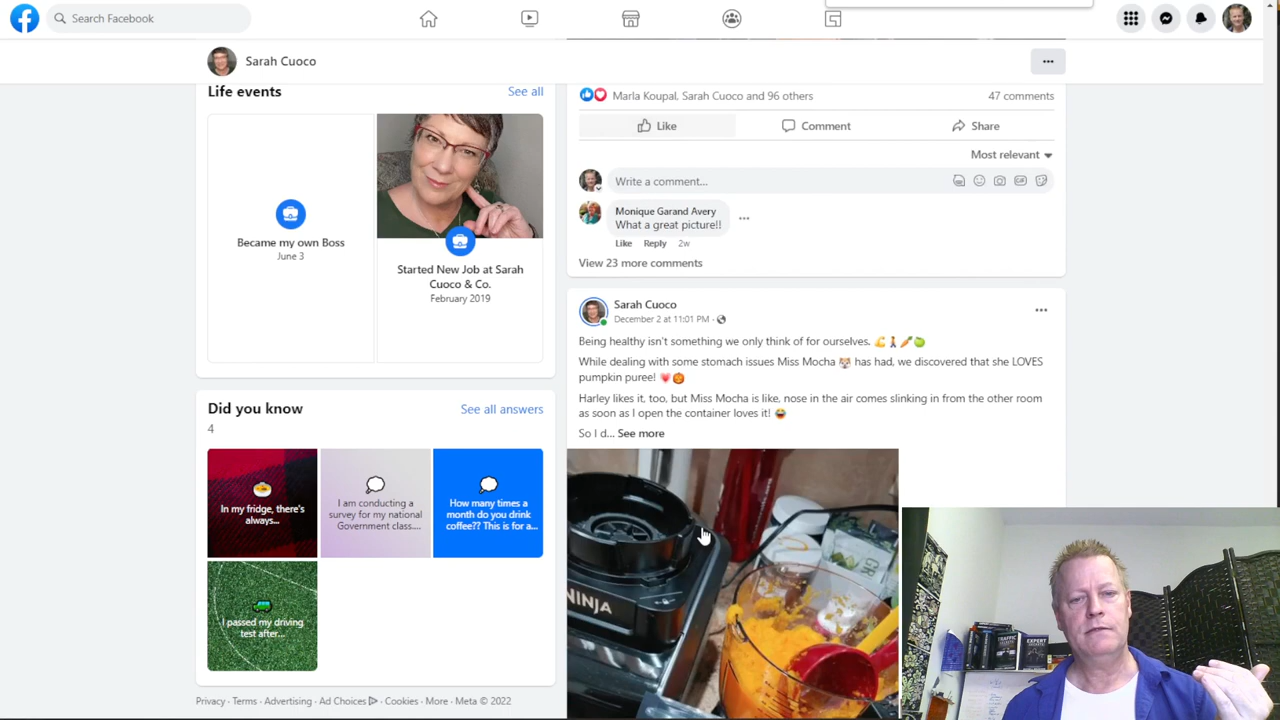 Search Facebook
Sarah Cuoco
Life events
See all
Became my own Boss
June 3
Started New Job at Sarah
Cuoco & Co.
February 2019
Did you know
See all answers
4
In my fridge, there's
always...
I am conducting a
survey for my national
Government class....
How many times a
month do you drink
coffee?? This is for a...
I passed my driving
test after...
Privacy · Terms · Advertising · Ad Choices · Cookies · More · Meta © 2022
Marla Koupal, Sarah Cuoco and 96 others
47 comments
Like
Comment
Share
Most relevant
Write a comment...
GIF
Monique Garand Avery
What a great picture!!
Like Reply 2w
View 23 more comments
Sarah Cuoco
December 2 at 11:01 PM ·
Being healthy isn't something we only think of for ourselves. 💪🚶🥕🍏
While dealing with some stomach issues Miss Mocha 🐹 has had, we discovered that she LOVES
pumpkin puree! 💗🎃
Harley likes it, too, but Miss Mocha is like, nose in the air comes slinking in from the other room
as soon as I open the container loves it! 😂
So I d... See more
NINJA
GR
TRAFFIC
SECRETS
EXPERT
SECRETS